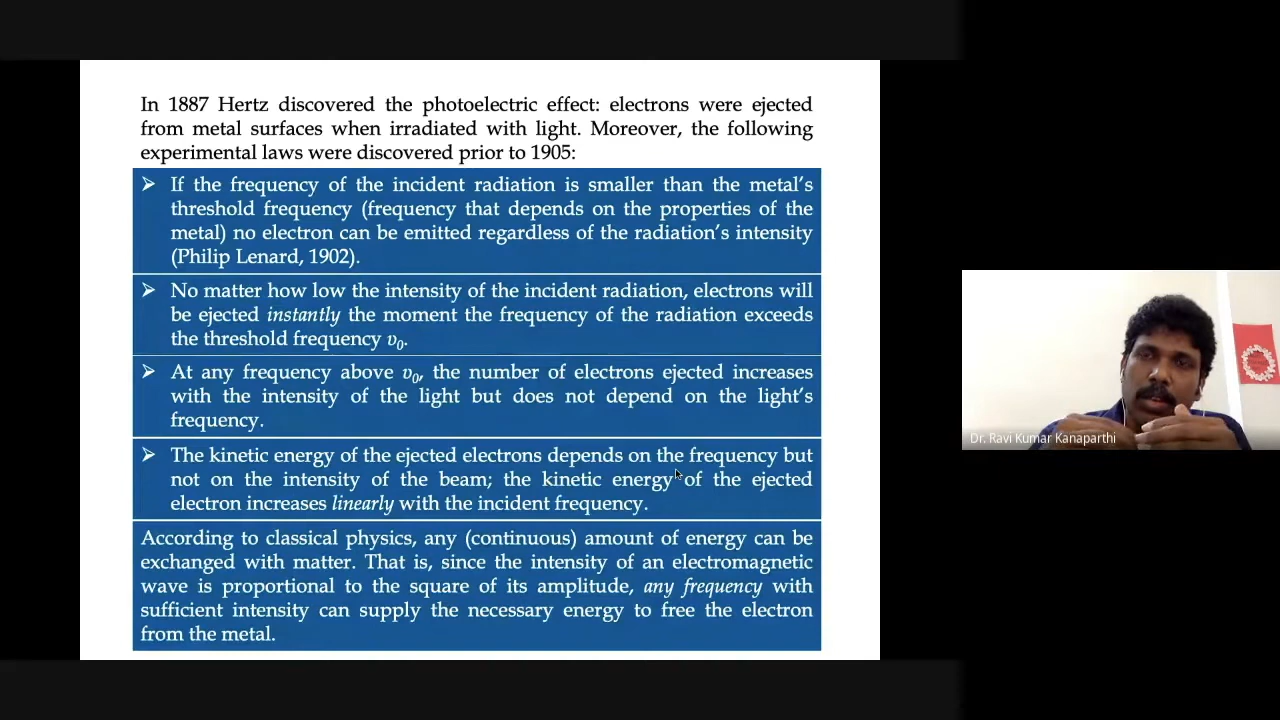 In 1887 Hertz discovered the photoelectric effect: electrons were ejected
from metal surfaces when irradiated with light. Moreover, the following
experimental laws were discovered prior to 1905:
➢ If the frequency of the incident radiation is smaller than the metal's
threshold frequency (frequency that depends on the properties of the
metal) no electron can be emitted regardless of the radiation's intensity
(Philip Lenard, 1902).
➢ No matter how low the intensity of the incident radiation, electrons will
be ejected instantly the moment the frequency of the radiation exceeds
the threshold frequency υ₀.
➢ At any frequency above υ₀, the number of electrons ejected increases
with the intensity of the light but does not depend on the light's
frequency.
➢ The kinetic energy of the ejected electrons depends on the frequency but
not on the intensity of the beam; the kinetic energy of the ejected
electron increases linearly with the incident frequency.
According to classical physics, any (continuous) amount of energy can be
exchanged with matter. That is, since the intensity of an electromagnetic
wave is proportional to the square of its amplitude, any frequency with
sufficient intensity can supply the necessary energy to free the electron
from the metal.
Dr. Ravi Kumar Kanaparthi